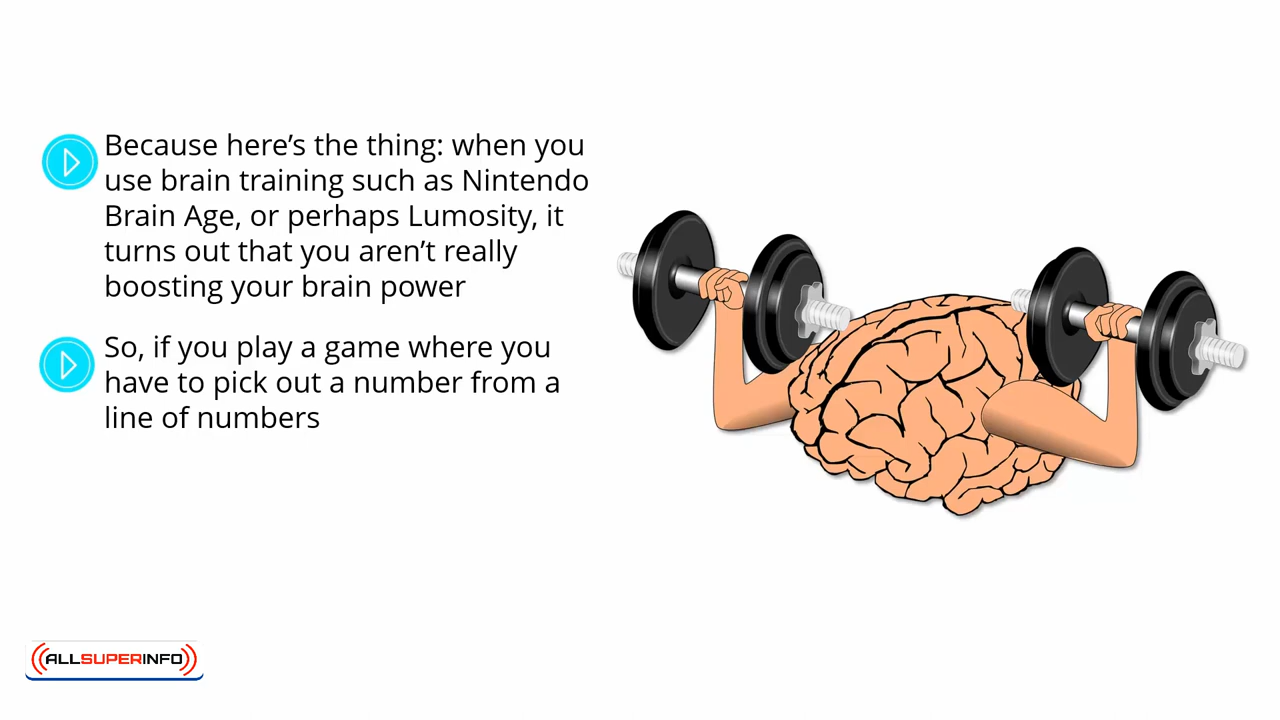 Because here’s the thing: when you
use brain training such as Nintendo
Brain Age, or perhaps Lumosity, it
turns out that you aren’t really
boosting your brain power
So, if you play a game where you
have to pick out a number from a
line of numbers
ALLSUPERINFO